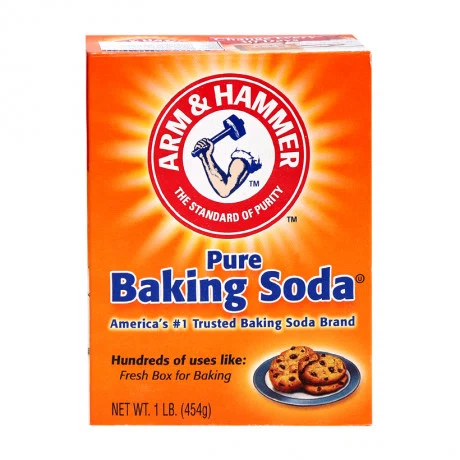 ARM & HAMMER
THE STANDARD OF PURITY
TM
TM
Pure
Baking Soda
America's #1 Trusted Baking Soda Brand
Hundreds of uses like:
Fresh Box for Baking
NET WT. 1 LB. (454g)